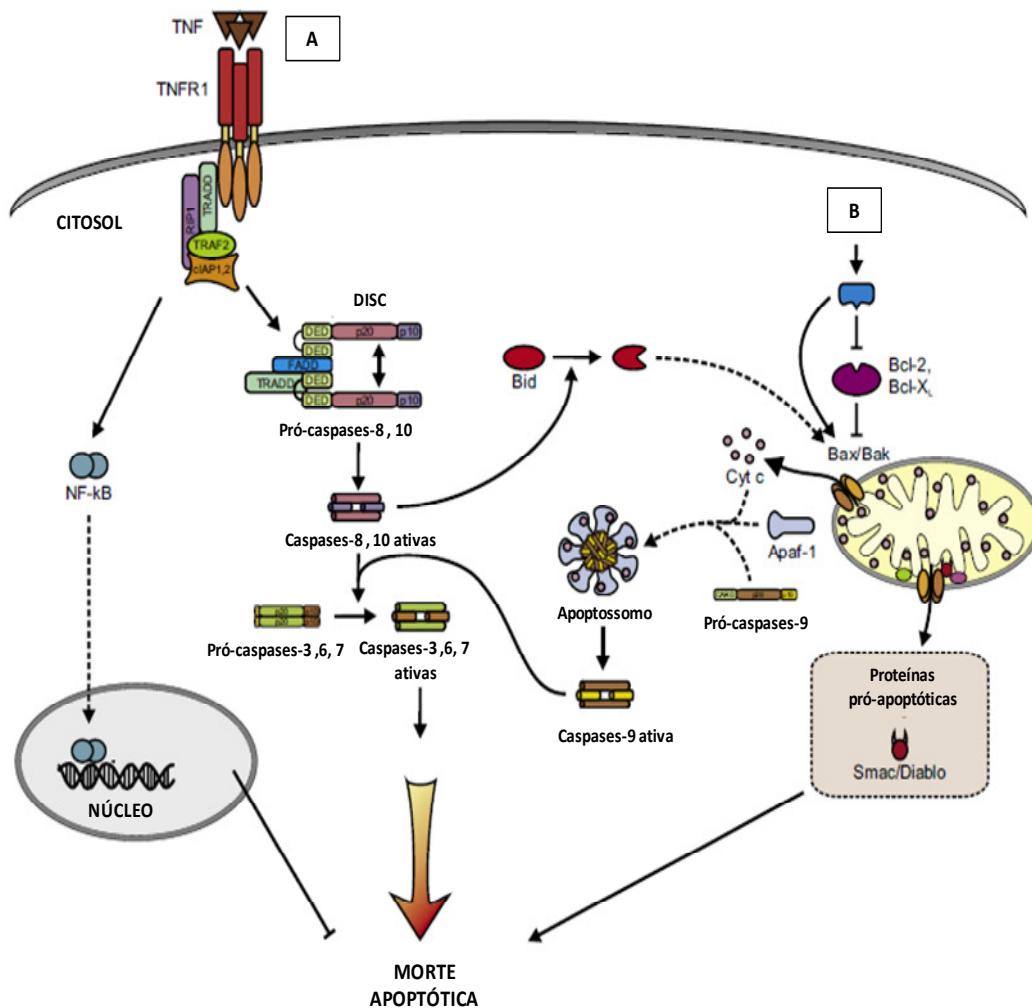 TNF
A
TNFR1
CITOSOL
RIP1
TRADD
TRAF2
cIAP1,2
B
DISC
DED
p20
p10
DED
FADD
TRADD
DED
DED
p20
p10
Pró-caspases-8, 10
Bid
Bcl-2,
Bcl-XL
Bax/Bak
Cyt c
NF-kB
Caspases-8, 10 ativas
Apaf-1
Apoptossomo
Pró-caspases-9
p20
p20
Pró-caspases-3,6, 7
Caspases-3,6, 7
ativas
Caspases-9 ativa
Proteínas
pró-apoptóticas
Smac/Diablo
NÚCLEO
MORTE
APOPTÓTICA